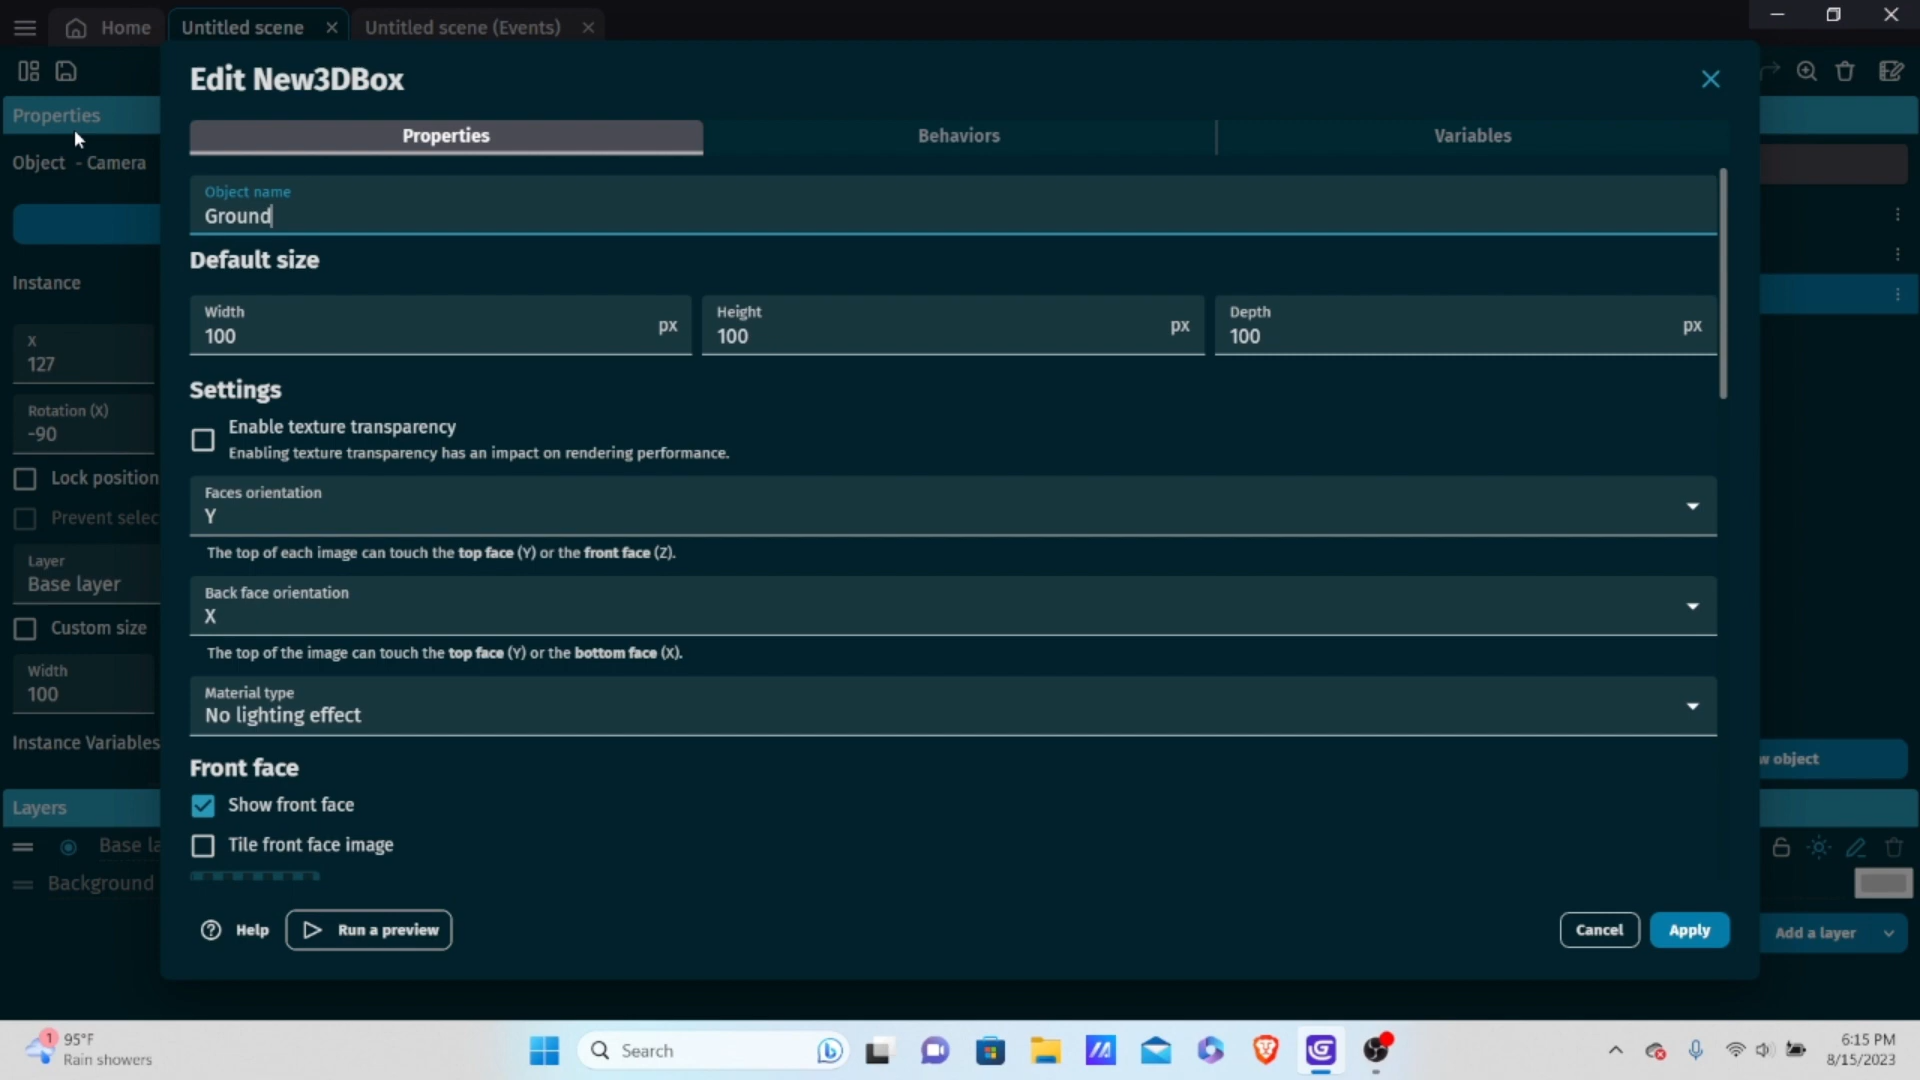 Home
Untitled scene
Untitled scene (Events)
Edit New3DBox
Properties
Properties
Behaviors
Variables
Object - Camera
Object name
Ground
Default size
Instance
Width
100
px
Height
100
px
Depth
100
px
X
127
Settings
Rotation (X)
-90
Enable texture transparency
Enabling texture transparency has an impact on rendering performance.
Lock position
Faces orientation
Y
Prevent selec
The top of each image can touch the top face (Y) or the front face (Z).
Layer
Base layer
Back face orientation
X
Custom size
The top of the image can touch the top face (Y) or the bottom face (X).
Width
100
Material type
No lighting effect
Instance Variables
w object
Front face
Layers
Show front face
Base la
Tile front face image
Background
Help
Run a preview
Cancel
Apply
Add a layer
1
95°F
Rain showers
Search
6:15 PM
8/15/2023